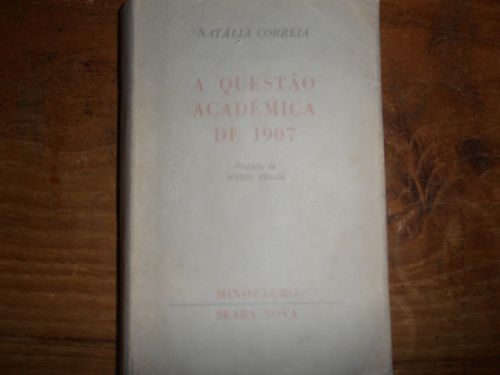 NATÁLIA CORREIA
A QUESTÃO
ACADÉMICA
DE 1907
Prefácio de
MÁRIO BRAGA
MINOTAURO
SEARA NOVA